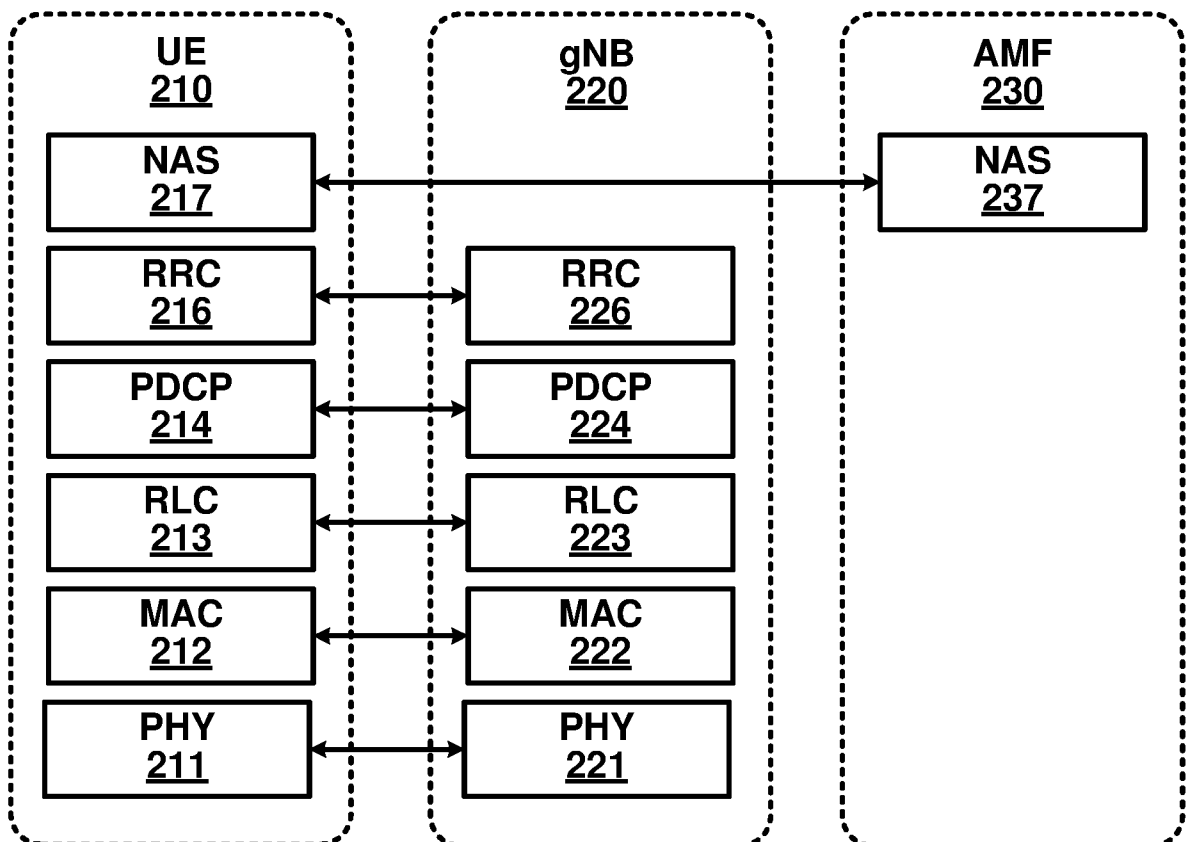 UE
210
gNB
220
AMF
230
NAS
217
NAS
237
RRC
216
RRC
226
PDCP
214
PDCP
224
RLC
213
RLC
223
MAC
212
MAC
222
PHY
211
PHY
221